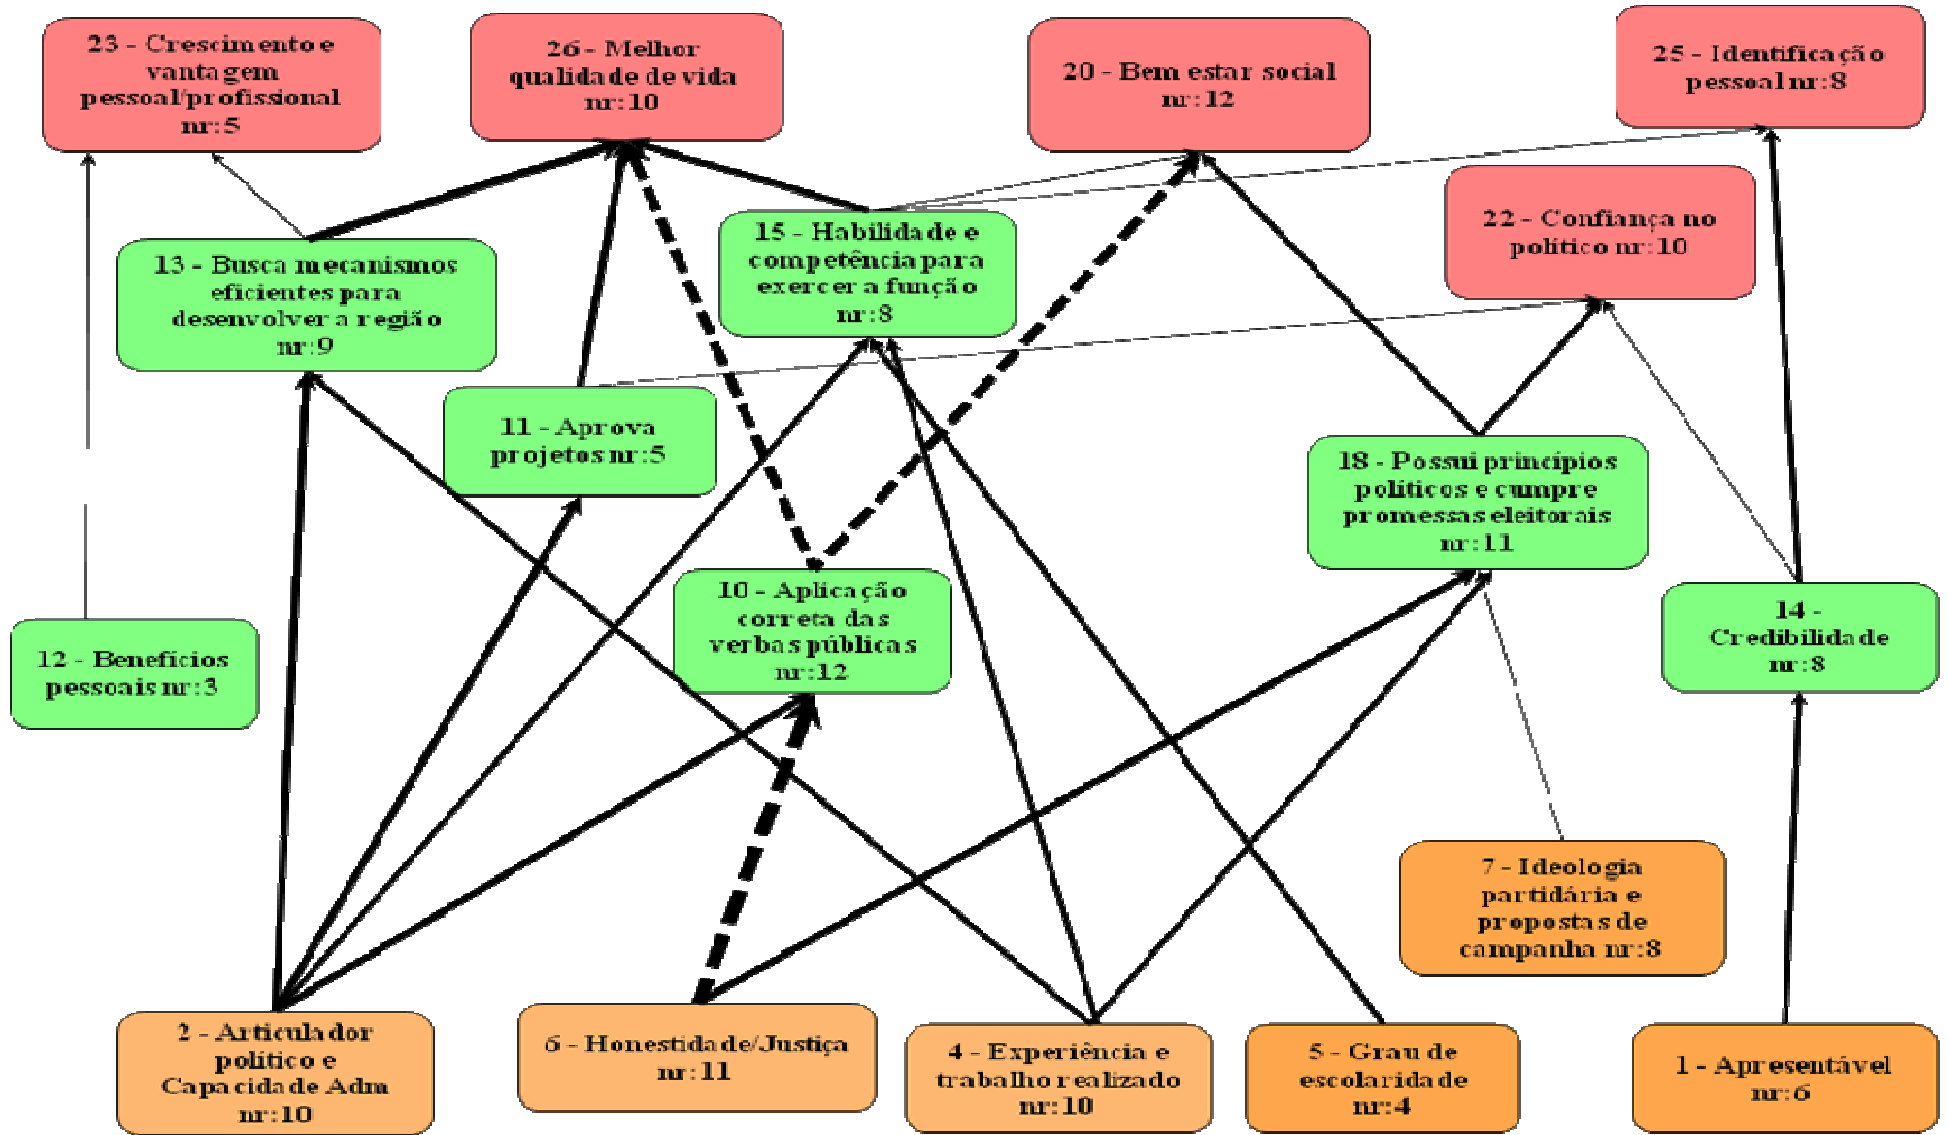 23 - Crescimento e
vantagem
pessoal/profissional
nr:5
26 - Melhor
qualidade de vida
nr:10
20 - Bem estar social
nr:12
25 - Identificação
pessoal nr:8
22 - Confiança no
político nr:10
13 - Busca mecanismos
eficientes para
desenvolver a região
nr:9
15 - Habilidade e
competência para
exercer a função
nr:8
11 - Aprova
projetos nr:5
18 - Possui princípios
políticos e cumpre
promessas eleitorais
nr:11
10 - Aplicação
correta das
verbas públicas
nr:12
12 - Benefícios
pessoais nr:3
14 -
Credibilidade
nr:8
7 - Ideologia
partidária e
propostas de
campanha nr:8
2 - Articulador
político e
Capacidade Adm
nr:10
6 - Honestidade/Justiça
nr:11
4 - Experiência e
trabalho realizado
nr:10
5 - Grau de
escolaridade
nr:4
1 - Apresentável
nr:6